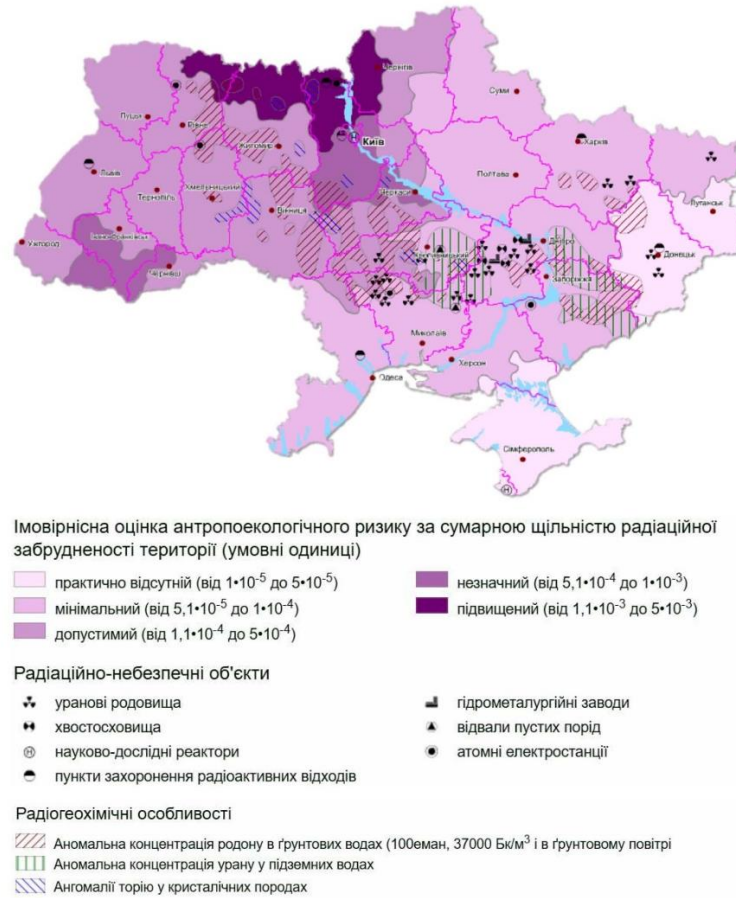 Чернігів
Суми
Луцьк
Рівне
Київ
Житомир
Харків
Львів
Полтава
Хмельницький
Тернопіль
Черкаси
Луганськ
Вінниця
Івано-Франківськ
Кропивницький
Дніпро
Донецьк
Ужгород
Чернівці
Запоріжжя
Миколаїв
Херсон
Одеса
Сімферополь
Імовірнісна оцінка антропоекологічного ризику за сумарною щільністю радіаційної
забрудненості території (умовні одиниці)
практично відсутній (від 1•10⁻⁵ до 5•10⁻⁵)
мінімальний (від 5,1•10⁻⁵ до 1•10⁻⁴)
допустимий (від 1,1•10⁻⁴ до 5•10⁻⁴)
незначний (від 5,1•10⁻⁴ до 1•10⁻³)
підвищений (від 1,1•10⁻³ до 5•10⁻³)
Радіаційно-небезпечні об'єкти
уранові родовища
хвостосховища
науково-дослідні реактори
пункти захоронення радіоактивних відходів
гідрометалургійні заводи
відвали пустих порід
атомні електростанції
Радіогеохімічні особливості
Аномальна концентрація родону в ґрунтових водах (100еман, 37000 Бк/м³ і в ґрунтовому повітрі
Аномальна концентрація урану у підземних водах
Ангомалії торію у кристалічних породах